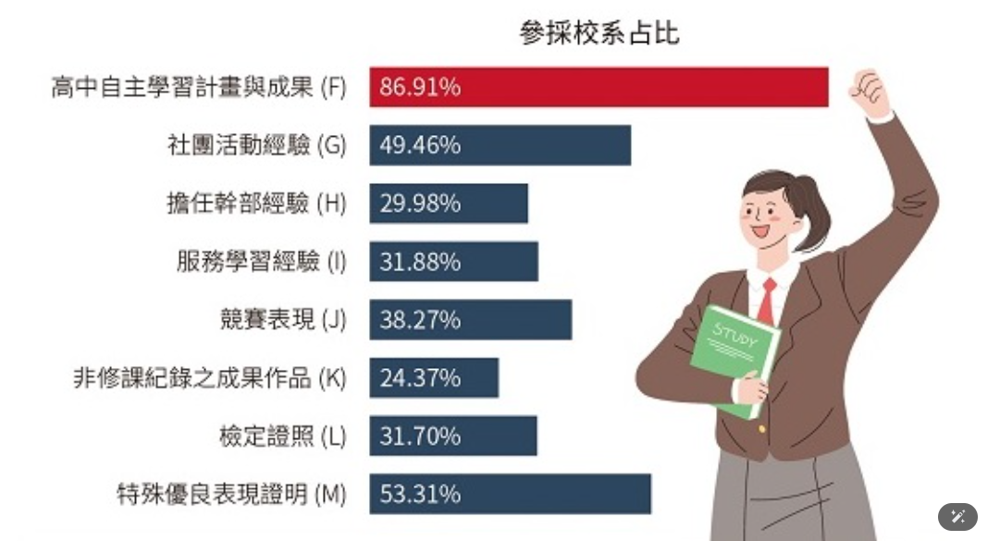 參採校系占比
高中自主學習計畫與成果 (F) 86.91%
社團活動經驗 (G) 49.46%
擔任幹部經驗 (H) 29.98%
服務學習經驗 (I) 31.88%
競賽表現 (J) 38.27%
非修課紀錄之成果作品 (K) 24.37%
檢定證照 (L) 31.70%
特殊優良表現證明 (M) 53.31%
STUDY